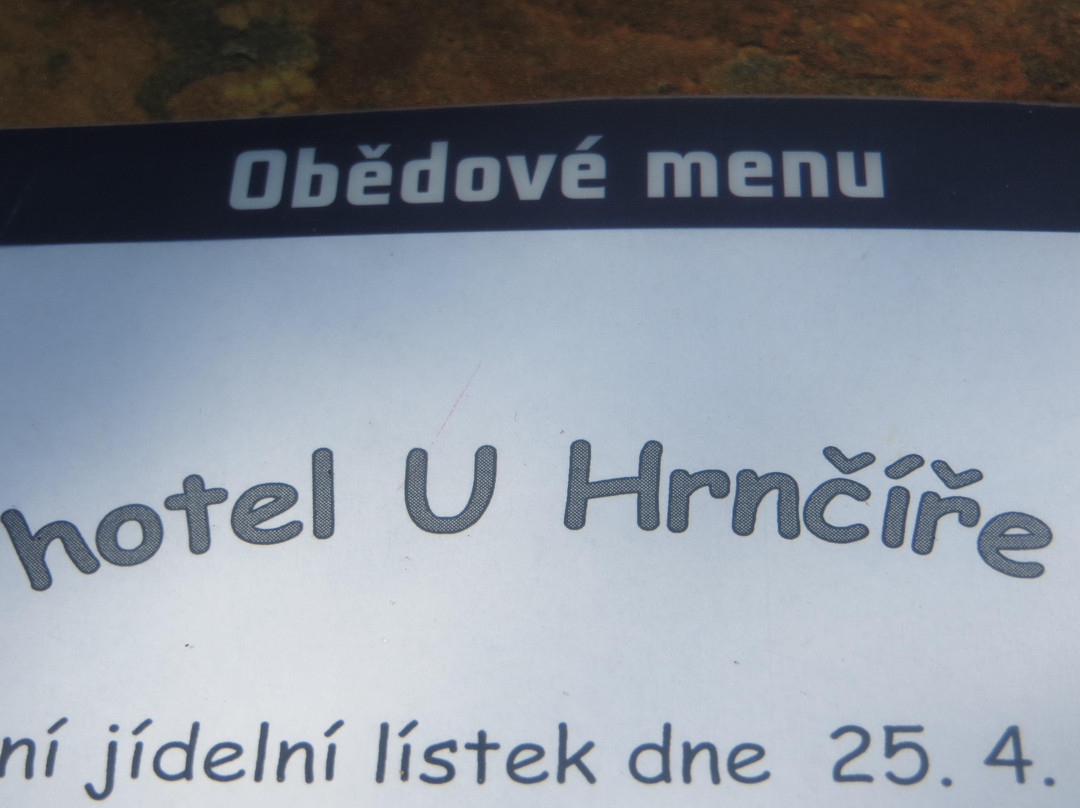 Obědové menu
hotel U Hrnčíře
ní jídelní lístek dne 25. 4.